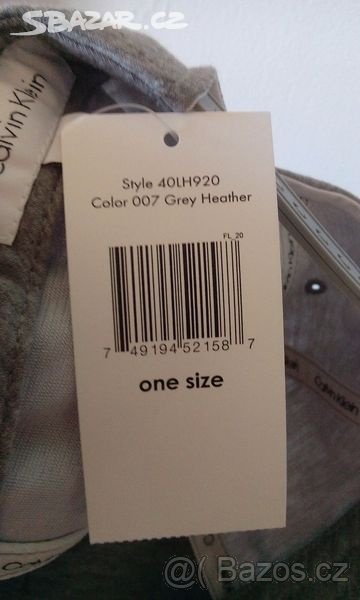 SBAZAR.CZ
Calvin Klein
Style 40LH920
Color 007 Grey Heather
FL 20
7 49194 52158 7
one size
Calvin Klein
@( Bazos.cz